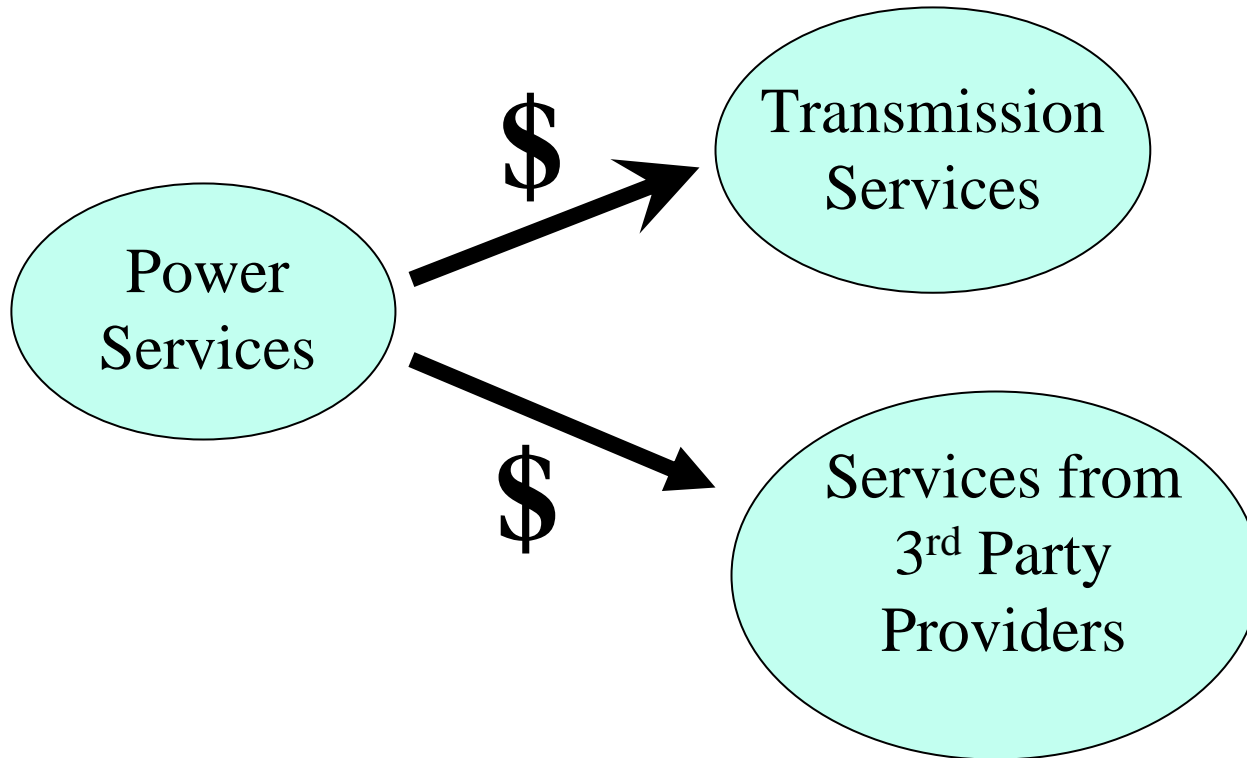 $
Transmission
Services
Power
Services
$
Services from
3rd Party
Providers